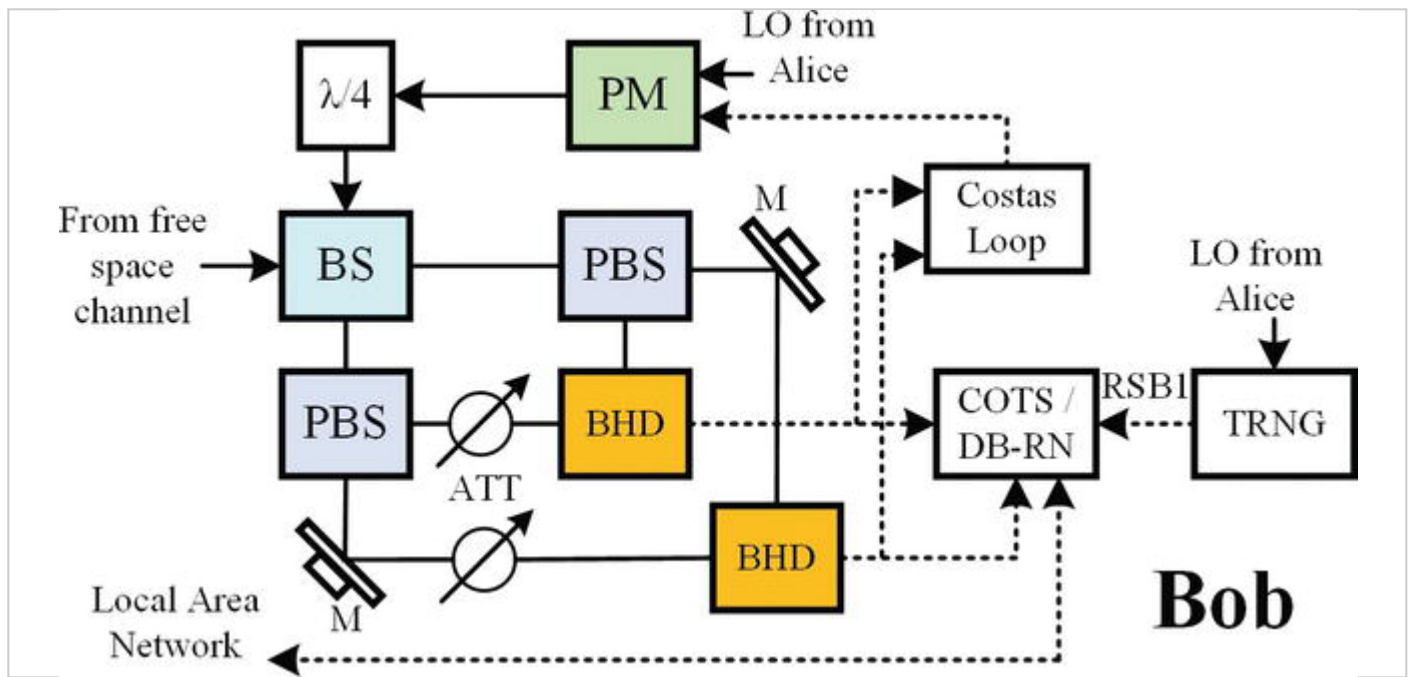 LO from
Alice
λ/4
PM
M
Costas
Loop
From free
space
channel
BS
PBS
LO from
Alice
PBS
ATT
BHD
COTS /
DB-RN
RSB1
TRNG
BHD
M
Local Area
Network
Bob